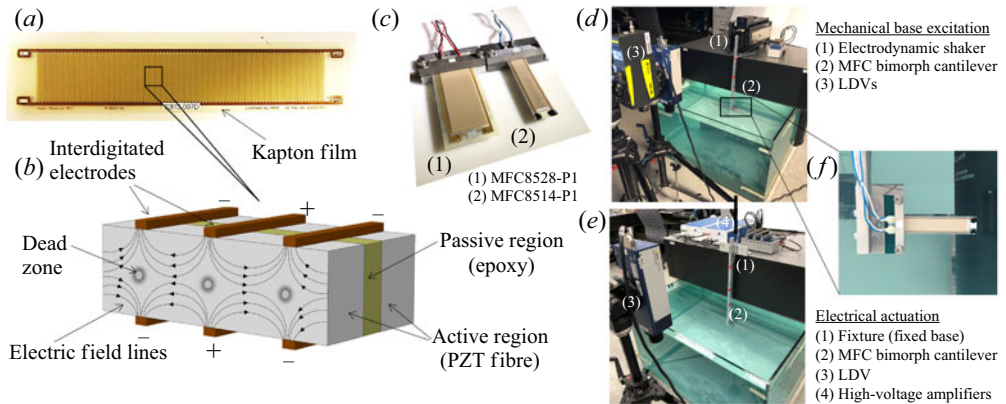 (a)
Kapton film
(b)
Interdigitated
electrodes
−
+
−
Dead
zone
Passive region
(epoxy)
Electric field lines
−
+
−
Active region
(PZT fibre)
(c)
(1)
(2)
(1) MFC8528-P1
(2) MFC8514-P1
(d)
(1)
(3)
(2)
Mechanical base excitation
(1) Electrodynamic shaker
(2) MFC bimorph cantilever
(3) LDVs
(e)
(4)
(1)
(3)
(2)
(f)
Electrical actuation
(1) Fixture (fixed base)
(2) MFC bimorph cantilever
(3) LDV
(4) High-voltage amplifiers